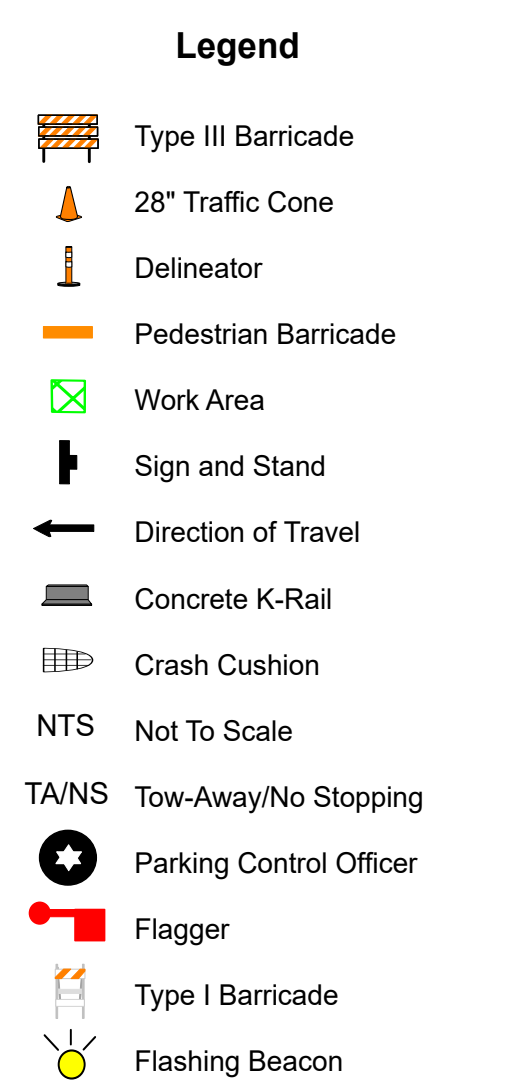 Legend
Type III Barricade
28" Traffic Cone
Delineator
Pedestrian Barricade
Work Area
Sign and Stand
Direction of Travel
Concrete K-Rail
Crash Cushion
NTS Not To Scale
TA/NS Tow-Away/No Stopping
Parking Control Officer
Flagger
Type I Barricade
Flashing Beacon